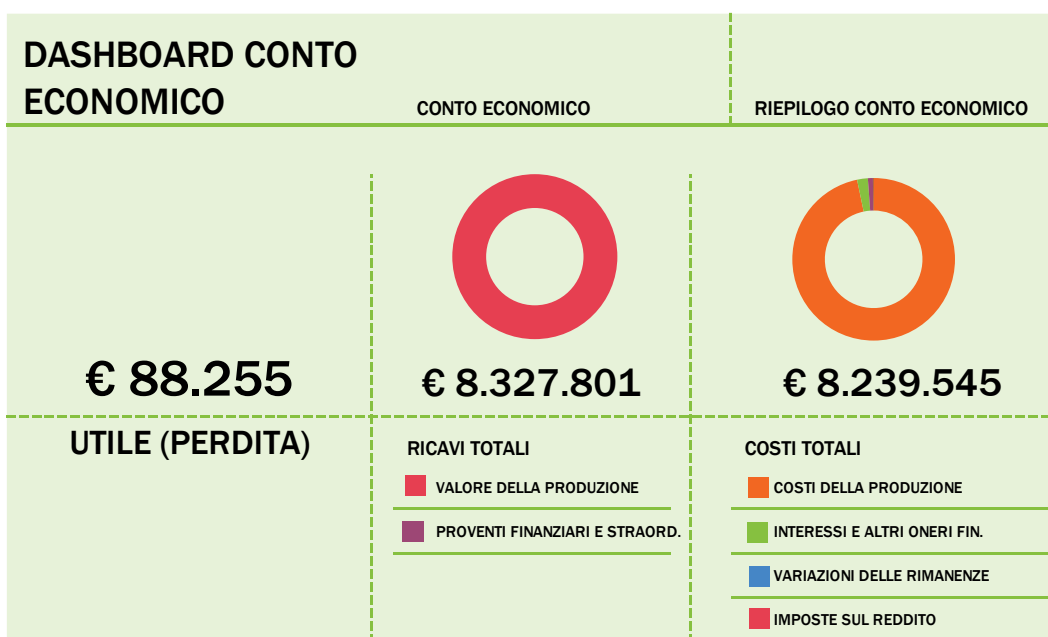 DASHBOARD CONTO
ECONOMICO
CONTO ECONOMICO
RIEPILOGO CONTO ECONOMICO
€ 88.255
€ 8.327.801
€ 8.239.545
UTILE (PERDITA)
RICAVI TOTALI
VALORE DELLA PRODUZIONE
PROVENTI FINANZIARI E STRAORD.
COSTI TOTALI
COSTI DELLA PRODUZIONE
INTERESSI E ALTRI ONERI FIN.
VARIAZIONI DELLE RIMANENZE
IMPOSTE SUL REDDITO